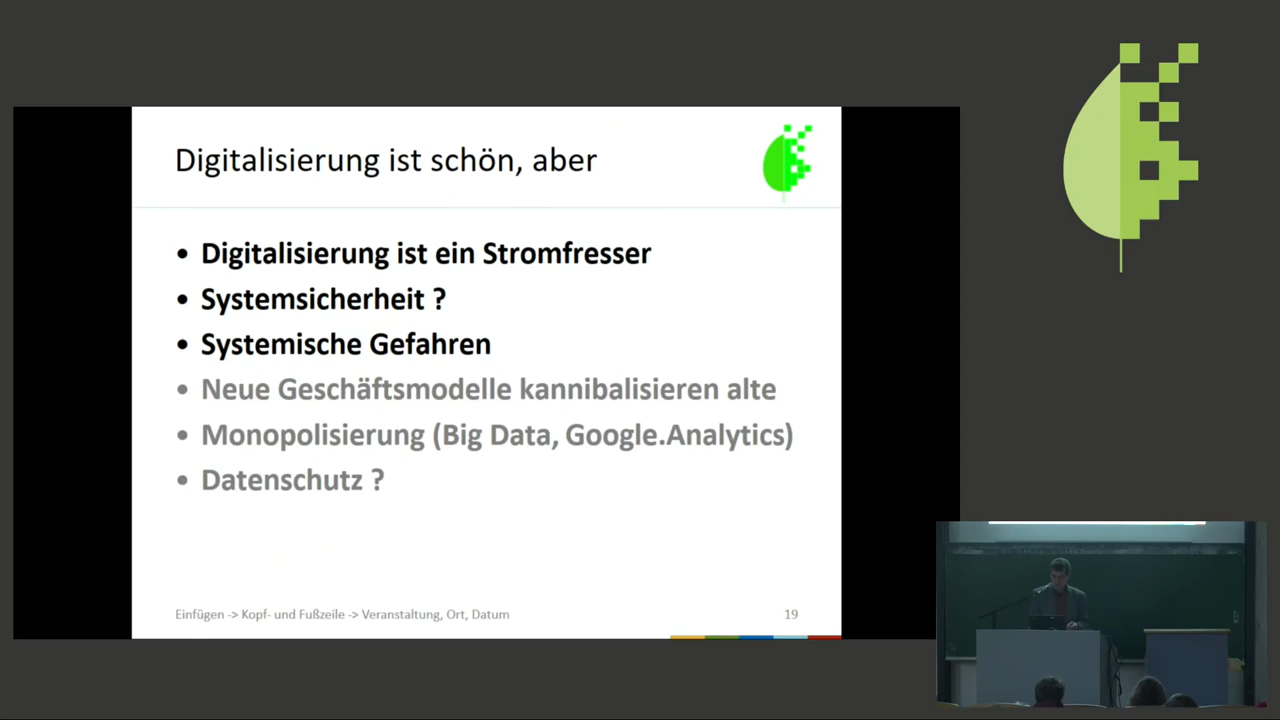 Digitalisierung ist schön, aber
• Digitalisierung ist ein Stromfresser
• Systemsicherheit ?
• Systemische Gefahren
• Neue Geschäftsmodelle kannibalisieren alte
• Monopolisierung (Big Data, Google.Analytics)
• Datenschutz ?
Einfügen -> Kopf- und Fußzeile -> Veranstaltung, Ort, Datum
19